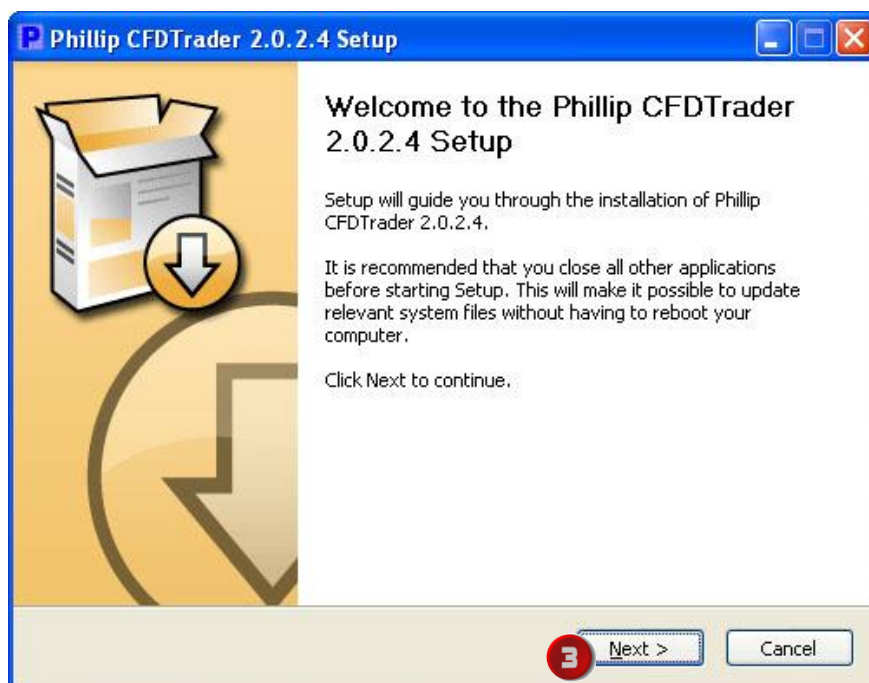 P Phillip CFDTrader 2.0.2.4 Setup
Welcome to the Phillip CFDTrader
2.0.2.4 Setup
Setup will guide you through the installation of Phillip
CFDTrader 2.0.2.4.
It is recommended that you close all other applications
before starting Setup. This will make it possible to update
relevant system files without having to reboot your
computer.
Click Next to continue.
3 Next > Cancel